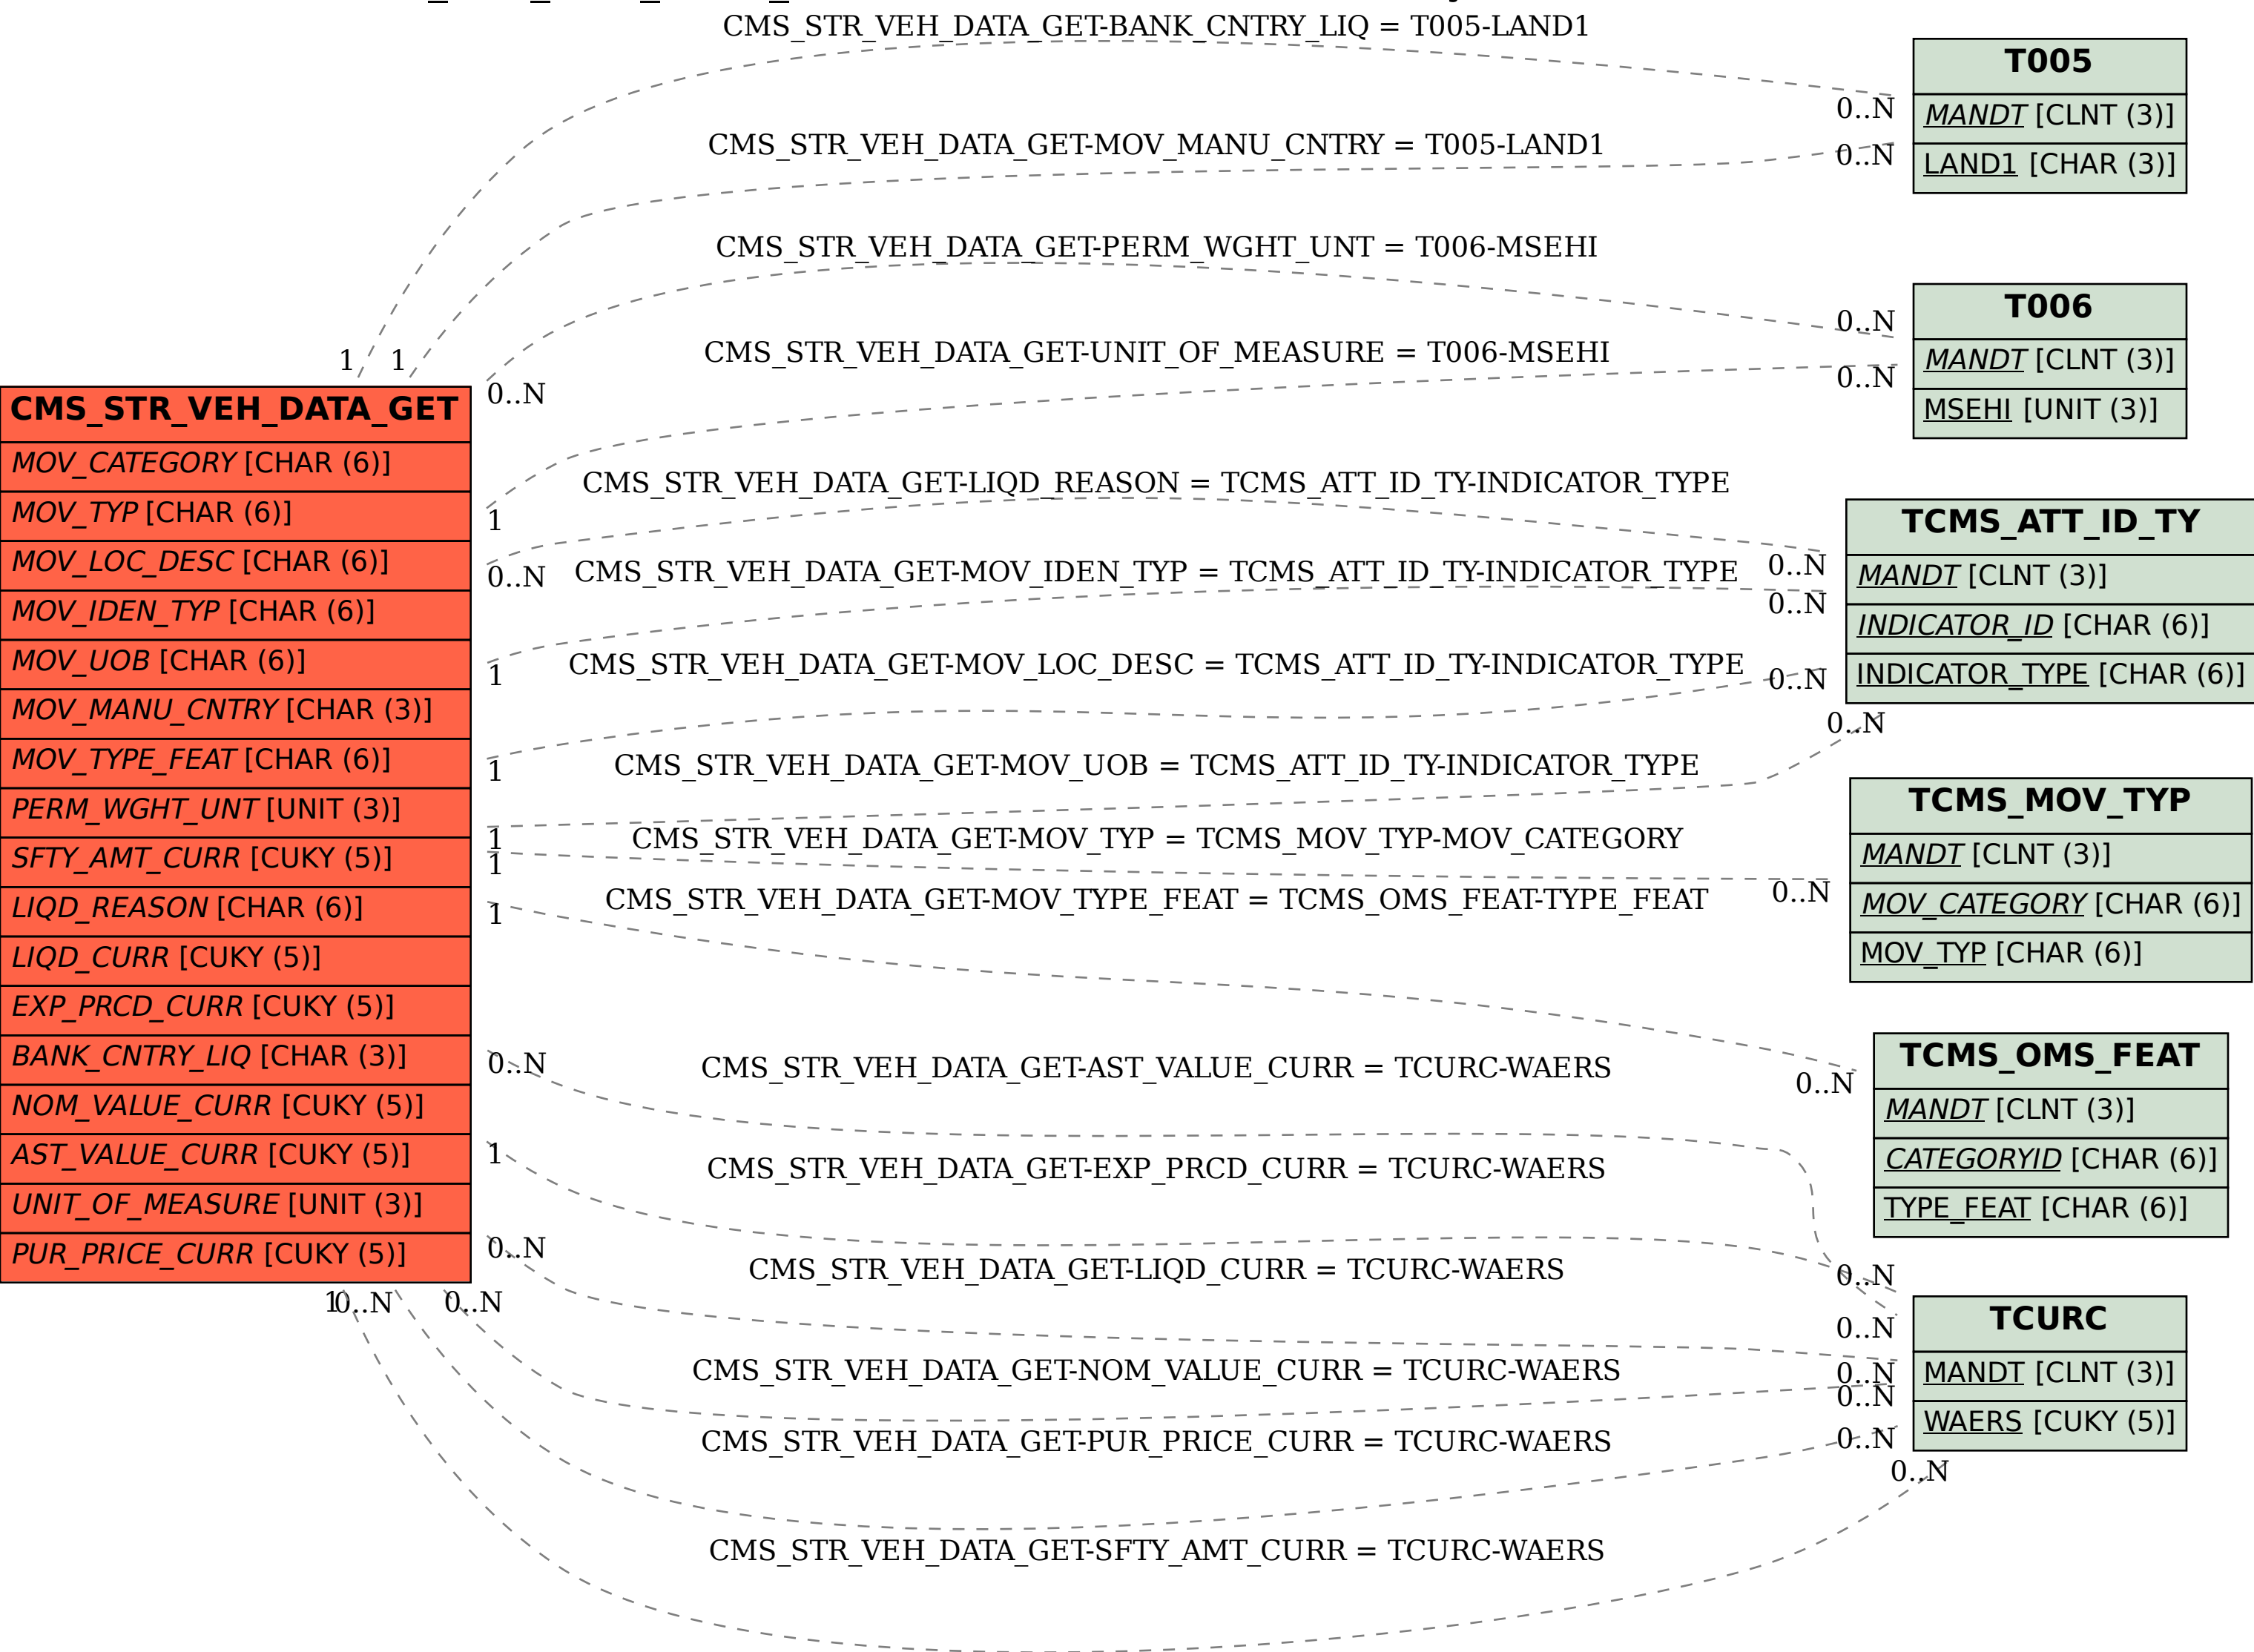 CMS_STR_VEH_DATA_GET-BANK_CNTRY_LIQ = T005-LAND1
T005
0..N
MANDT [CLNT (3)]
CMS_STR_VEH_DATA_GET-MOV_MANU_CNTRY = T005-LAND1
0..N
LAND1 [CHAR (3)]
CMS_STR_VEH_DATA_GET-PERM_WGHT_UNT = T006-MSEHI
T006
0..N
CMS_STR_VEH_DATA_GET-UNIT_OF_MEASURE = T006-MSEHI
MANDT [CLNT (3)]
0..N
MSEHI [UNIT (3)]
1
1
0..N
CMS_STR_VEH_DATA_GET
MOV_CATEGORY [CHAR (6)]
MOV_TYP [CHAR (6)]
MOV_LOC_DESC [CHAR (6)]
MOV_IDEN_TYP [CHAR (6)]
MOV_UOB [CHAR (6)]
MOV_MANU_CNTRY [CHAR (3)]
MOV_TYPE_FEAT [CHAR (6)]
PERM_WGHT_UNT [UNIT (3)]
SFTY_AMT_CURR [CUKY (5)]
LIQD_REASON [CHAR (6)]
LIQD_CURR [CUKY (5)]
EXP_PRCD_CURR [CUKY (5)]
BANK_CNTRY_LIQ [CHAR (3)]
NOM_VALUE_CURR [CUKY (5)]
AST_VALUE_CURR [CUKY (5)]
UNIT_OF_MEASURE [UNIT (3)]
PUR_PRICE_CURR [CUKY (5)]
1
0..N
1
1
1
1
1
0..N
1
0..N
1
0..N
0..N
CMS_STR_VEH_DATA_GET-LIQD_REASON = TCMS_ATT_ID_TY-INDICATOR_TYPE
CMS_STR_VEH_DATA_GET-MOV_IDEN_TYP = TCMS_ATT_ID_TY-INDICATOR_TYPE
CMS_STR_VEH_DATA_GET-MOV_LOC_DESC = TCMS_ATT_ID_TY-INDICATOR_TYPE
CMS_STR_VEH_DATA_GET-MOV_UOB = TCMS_ATT_ID_TY-INDICATOR_TYPE
CMS_STR_VEH_DATA_GET-MOV_TYP = TCMS_MOV_TYP-MOV_CATEGORY
CMS_STR_VEH_DATA_GET-MOV_TYPE_FEAT = TCMS_OMS_FEAT-TYPE_FEAT
CMS_STR_VEH_DATA_GET-AST_VALUE_CURR = TCURC-WAERS
CMS_STR_VEH_DATA_GET-EXP_PRCD_CURR = TCURC-WAERS
CMS_STR_VEH_DATA_GET-LIQD_CURR = TCURC-WAERS
CMS_STR_VEH_DATA_GET-NOM_VALUE_CURR = TCURC-WAERS
CMS_STR_VEH_DATA_GET-PUR_PRICE_CURR = TCURC-WAERS
CMS_STR_VEH_DATA_GET-SFTY_AMT_CURR = TCURC-WAERS
0..N
0..N
0..N
0..N
TCMS_ATT_ID_TY
MANDT [CLNT (3)]
INDICATOR_ID [CHAR (6)]
INDICATOR_TYPE [CHAR (6)]
0..N
TCMS_MOV_TYP
MANDT [CLNT (3)]
MOV_CATEGORY [CHAR (6)]
MOV_TYP [CHAR (6)]
0..N
TCMS_OMS_FEAT
MANDT [CLNT (3)]
CATEGORYID [CHAR (6)]
TYPE_FEAT [CHAR (6)]
0..N
0..N
0..N
0..N
0..N
0..N
TCURC
MANDT [CLNT (3)]
WAERS [CUKY (5)]